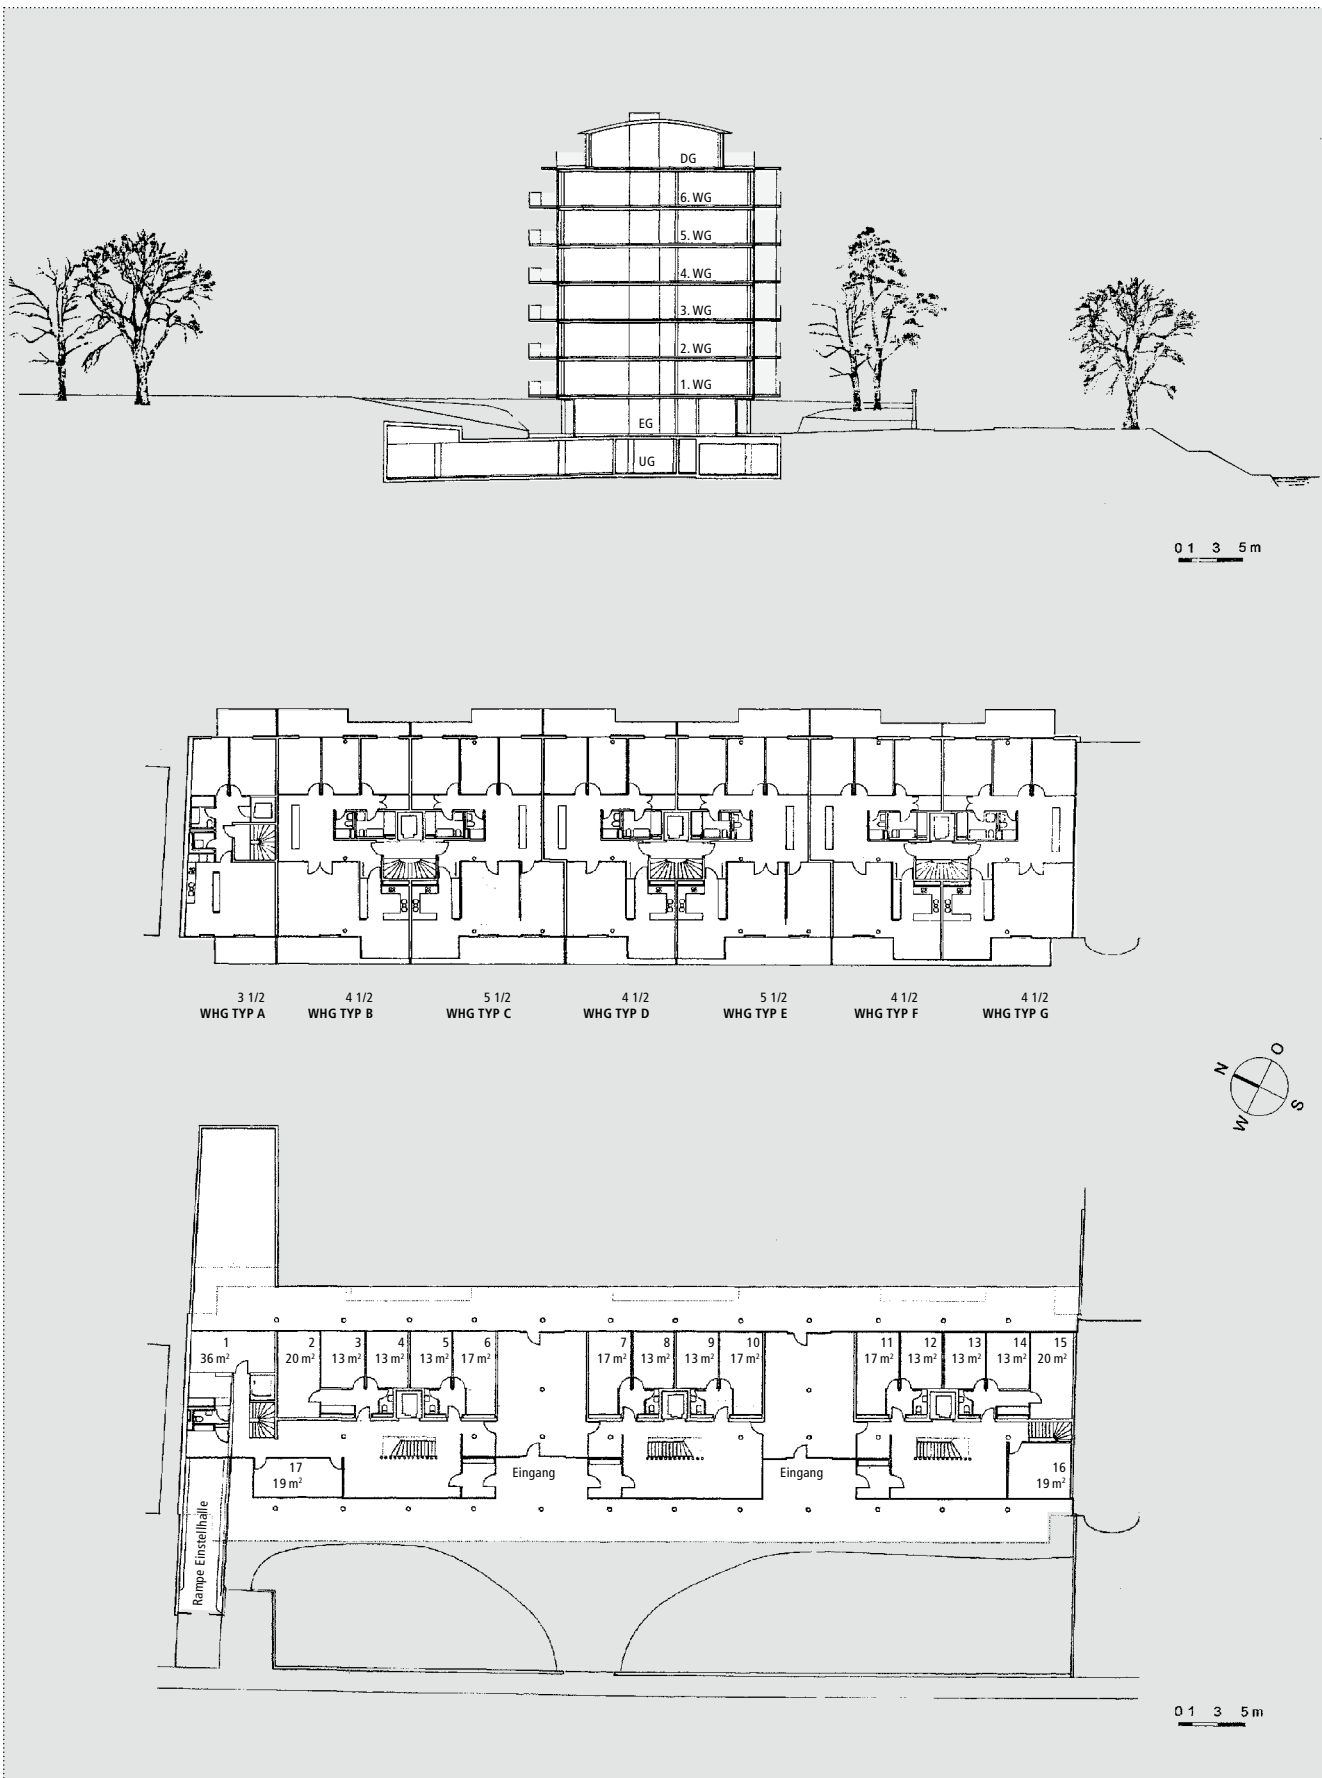 DG
6. WG
5. WG
4. WG
3. WG
2. WG
1. WG
EG
UG
0 1 3 5 m
3 1/2 4 1/2 5 1/2 4 1/2 5 1/2 4 1/2 4 1/2
WHG TYP A WHG TYP B WHG TYP C WHG TYP D WHG TYP E WHG TYP F WHG TYP G
N O
W S
1 2 3 4 5 6 7 8 9 10 11 12 13 14 15
36 m² 20 m² 13 m² 13 m² 13 m² 17 m² 17 m² 13 m² 13 m² 17 m² 17 m² 13 m² 13 m² 13 m² 20 m²
17 Eingang Eingang 16
19 m² 19 m²
Rampe Einstellhalle
0 1 3 5 m